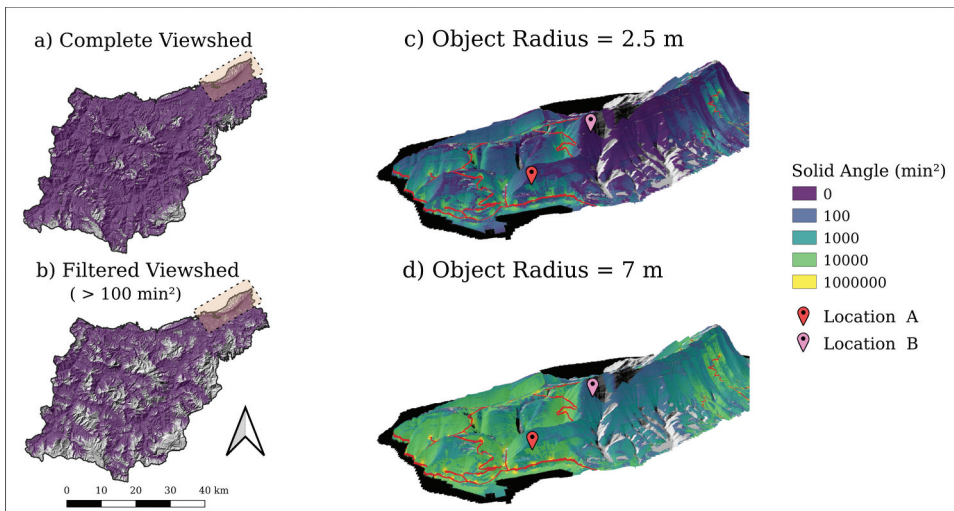 a) Complete Viewshed
b) Filtered Viewshed
( > 100 min²)
0 10 20 30 40 km
c) Object Radius = 2.5 m
d) Object Radius = 7 m
Solid Angle (min²)
0
100
1000
10000
1000000
Location A
Location B